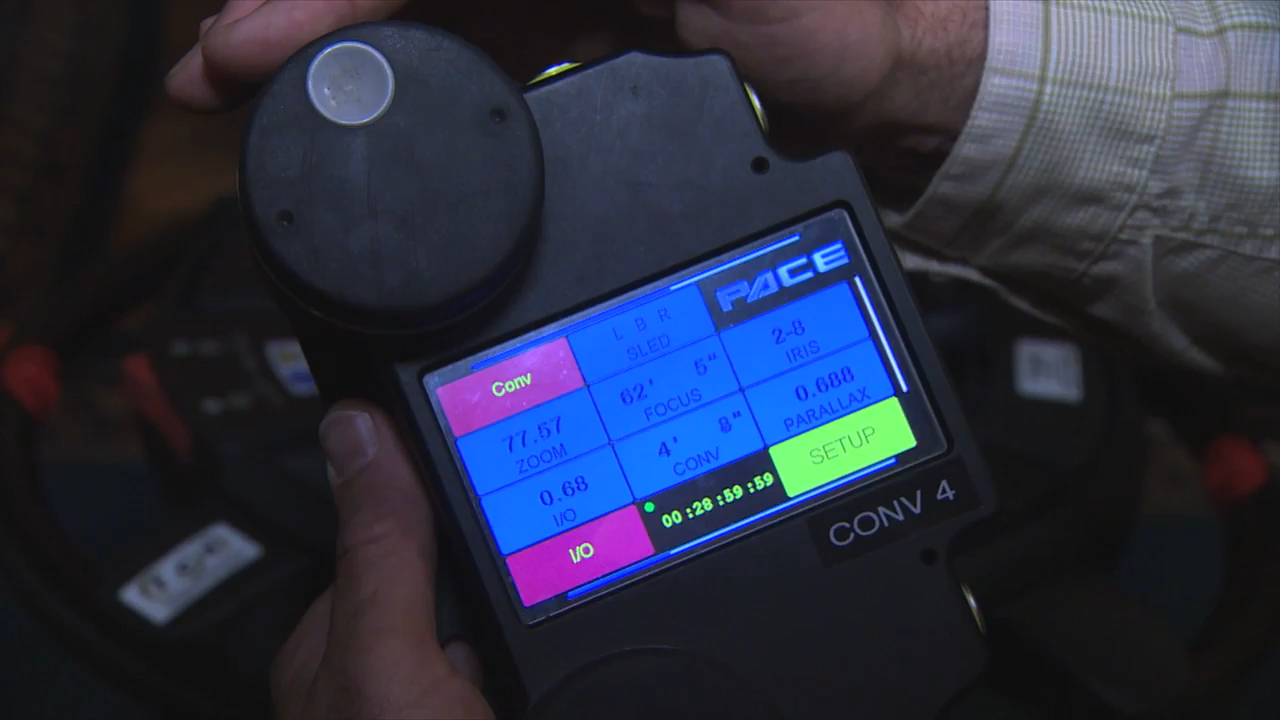 PACE
Conv
L B R
SLED
2-8
IRIS
77.57
ZOOM
62' 5"
FOCUS
0.688
PARALLAX
0.68
I/O
4' 8"
CONV
SETUP
I/O
00:28:59:59
CONV 4